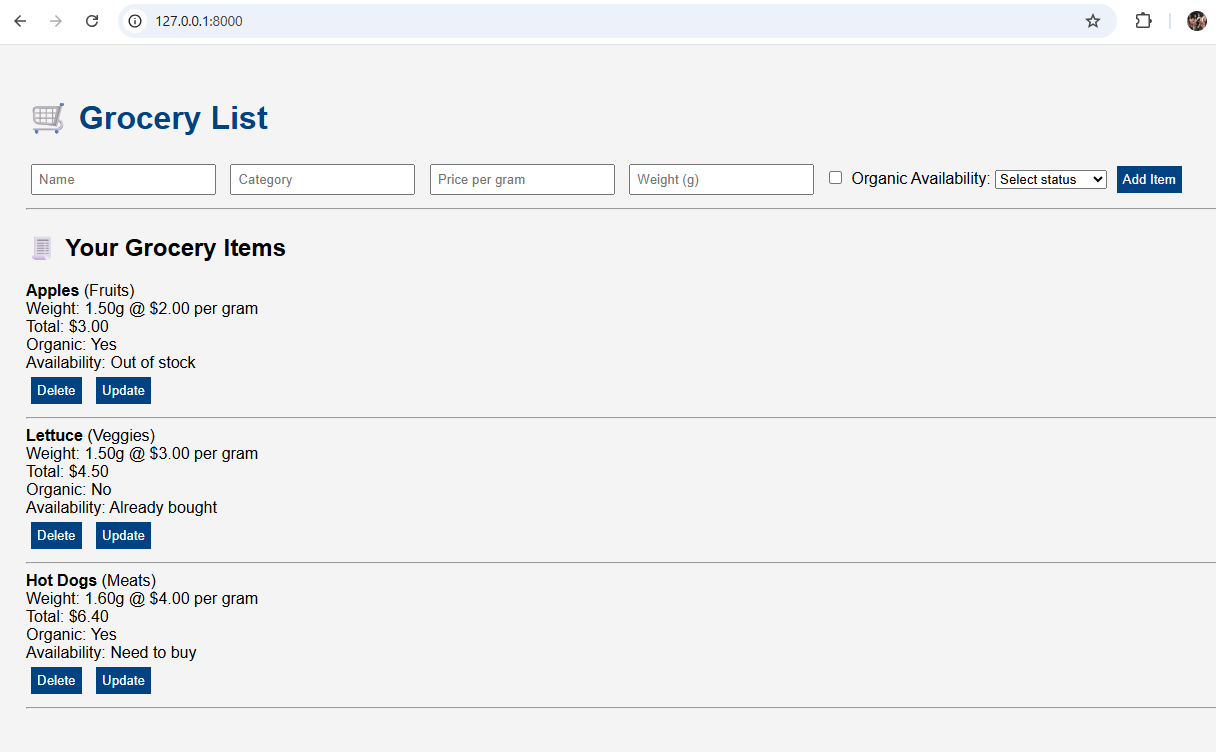 127.0.0.1:8000
Grocery List
Name Category Price per gram Weight (g) Organic Availability: Select status Add Item
Your Grocery Items
Apples (Fruits)
Weight: 1.50g @ $2.00 per gram
Total: $3.00
Organic: Yes
Availability: Out of stock
Delete Update
Lettuce (Veggies)
Weight: 1.50g @ $3.00 per gram
Total: $4.50
Organic: No
Availability: Already bought
Delete Update
Hot Dogs (Meats)
Weight: 1.60g @ $4.00 per gram
Total: $6.40
Organic: Yes
Availability: Need to buy
Delete Update